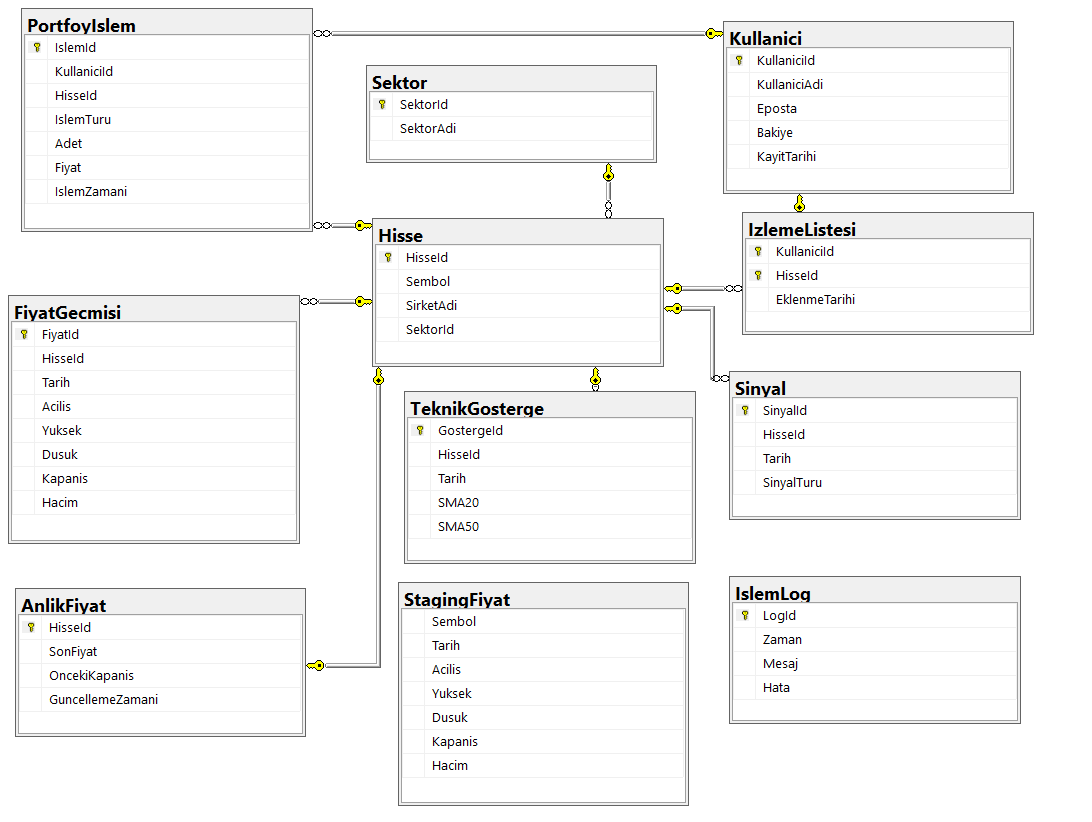 PortfoyIslem
IslemId
KullaniciId
HisseId
IslemTuru
Adet
Fiyat
IslemZamani
Sektor
SektorId
SektorAdi
Kullanici
KullaniciId
KullaniciAdi
Eposta
Bakiye
KayitTarihi
Hisse
HisseId
Sembol
SirketAdi
SektorId
IzlemeListesi
KullaniciId
HisseId
EklenmeTarihi
FiyatGecmisi
FiyatId
HisseId
Tarih
Acilis
Yuksek
Dusuk
Kapanis
Hacim
TeknikGosterge
GostergeId
HisseId
Tarih
SMA20
SMA50
Sinyal
SinyalId
HisseId
Tarih
SinyalTuru
AnlikFiyat
HisseId
SonFiyat
OncekiKapanis
GuncellemeZamani
StagingFiyat
Sembol
Tarih
Acilis
Yuksek
Dusuk
Kapanis
Hacim
IslemLog
LogId
Zaman
Mesaj
Hata